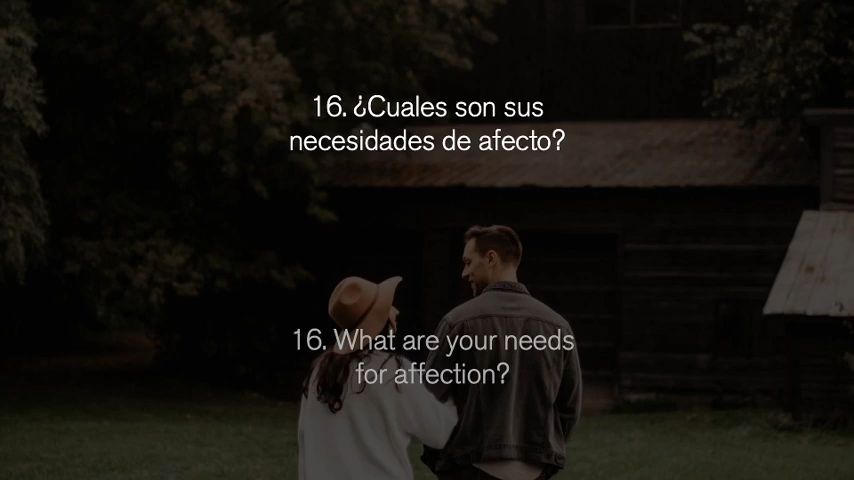 16. ¿Cuales son sus
necesidades de afecto?
16. What are your needs
for affection?